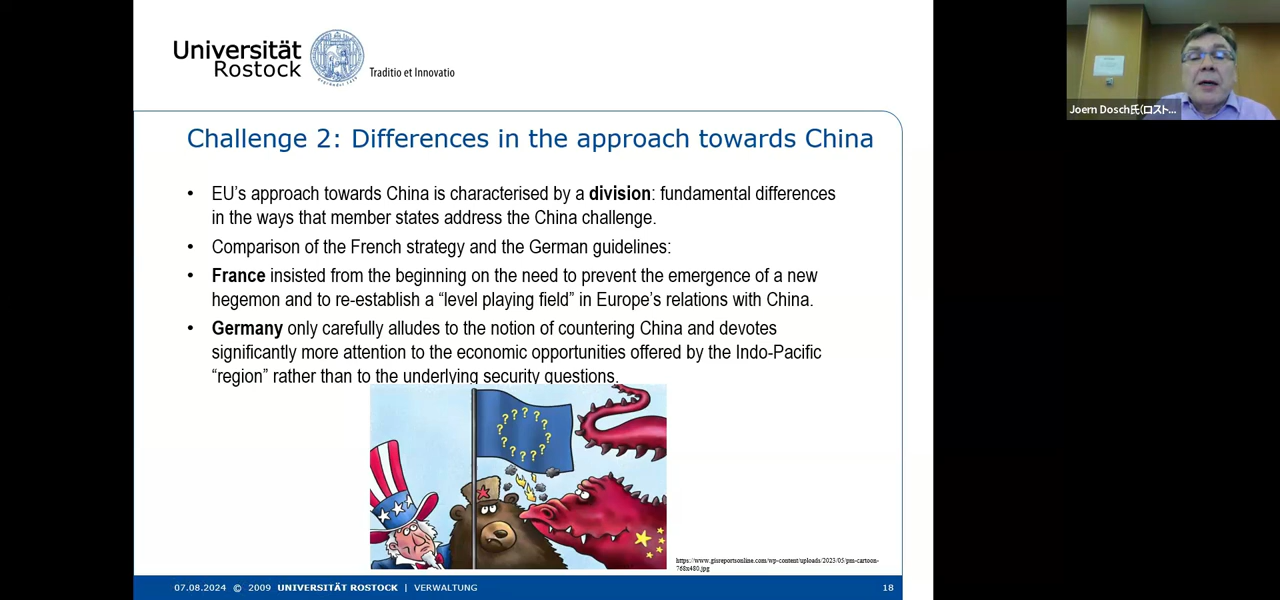 Universität
Rostock
Traditio et Innovatio
Joern Dosch氏(ロスト...
Challenge 2: Differences in the approach towards China
• EU’s approach towards China is characterised by a division: fundamental differences
in the ways that member states address the China challenge.
• Comparison of the French strategy and the German guidelines:
• France insisted from the beginning on the need to prevent the emergence of a new
hegemon and to re-establish a “level playing field” in Europe’s relations with China.
• Germany only carefully alludes to the notion of countering China and devotes
significantly more attention to the economic opportunities offered by the Indo-Pacific
“region” rather than to the underlying security questions.
? ? ? ? ? ? ? ? ? ? ? ?
https://www.gisreportsonline.com/wp-content/uploads/2023/05/pm-cartoon-
768x480.jpg
07.08.2024 © 2009 UNIVERSITÄT ROSTOCK | VERWALTUNG
18